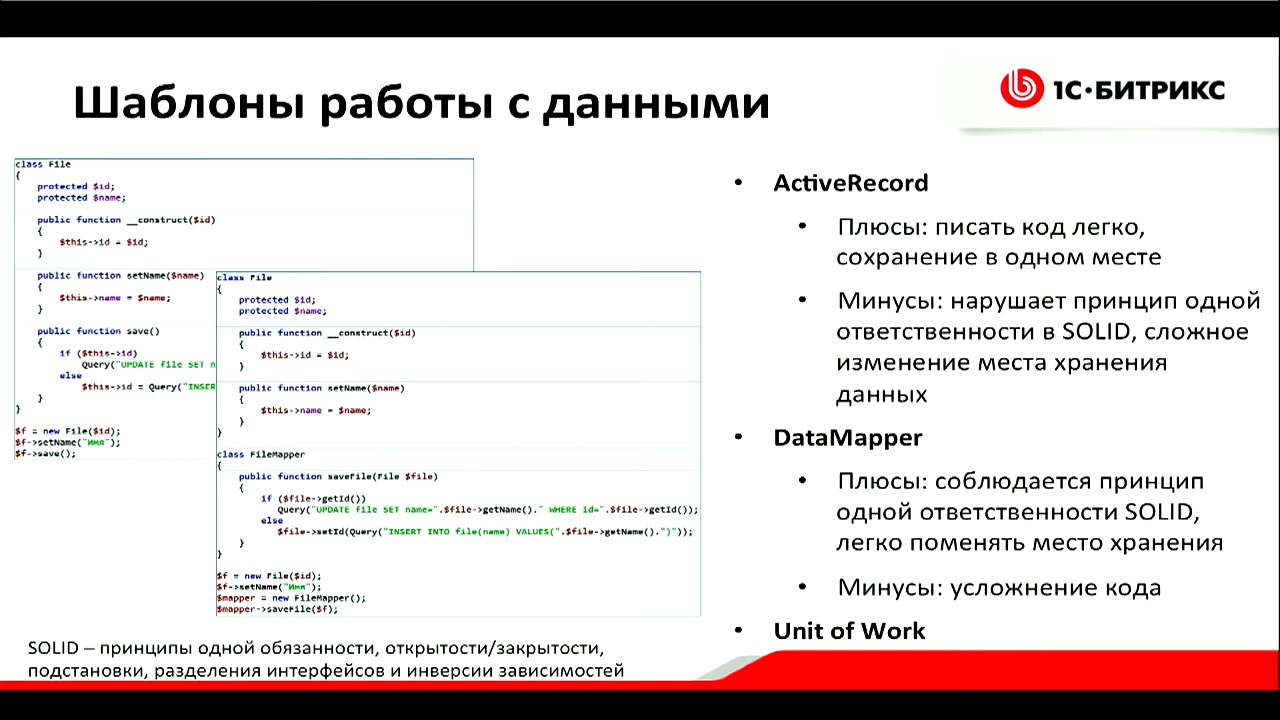 Шаблоны работы с данными
1С·БИТРИКС
class File
{
protected $id;
protected $name;
public function __construct($id)
{
$this->id = $id;
}
public function setName($name)
{
$this->name = $name;
}
public function save()
{
if ($this->id)
Query("UPDATE file SET n
else
$this->id = Query("INSER
}
}
$f = new File($id);
$f->setName("Имя");
$f->save();
class File
{
protected $id;
protected $name;
public function __construct($id)
{
$this->id = $id;
}
public function setName($name)
{
$this->name = $name;
}
}
class FileMapper
{
public function saveFile(File $file)
{
if ($file->getId())
Query("UPDATE file SET name=".$file->getName()." WHERE id=".$file->getId());
else
$file->setId(Query("INSERT INTO file(name) VALUES(".$file->getName().")"));
}
}
$f = new File($id);
$f->setName("Имя");
$mapper = new FileMapper();
$mapper->saveFile($f);
SOLID – принципы одной обязанности, открытости/закрытости,
подстановки, разделения интерфейсов и инверсии зависимостей
• ActiveRecord
• Плюсы: писать код легко,
сохранение в одном месте
• Минусы: нарушает принцип одной
ответственности в SOLID, сложное
изменение места хранения
данных
• DataMapper
• Плюсы: соблюдается принцип
одной ответственности SOLID,
легко поменять место хранения
• Минусы: усложнение кода
• Unit of Work